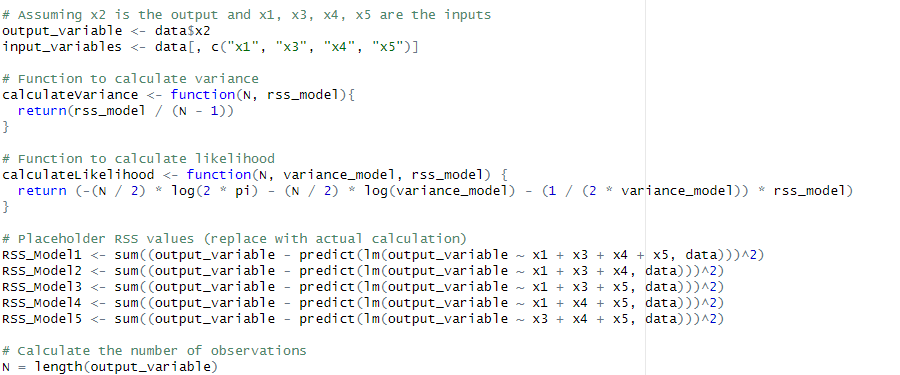 # Assuming x2 is the output and x1, x3, x4, x5 are the inputs
output_variable <- data$x2
input_variables <- data[, c("x1", "x3", "x4", "x5")]
# Function to calculate variance
calculateVariance <- function(N, rss_model){
return(rss_model / (N - 1))
}
# Function to calculate likelihood
calculateLikelihood <- function(N, variance_model, rss_model) {
return (-(N / 2) * log(2 * pi) - (N / 2) * log(variance_model) - (1 / (2 * variance_model)) * rss_model)
}
# Placeholder RSS values (replace with actual calculation)
RSS_Model1 <- sum((output_variable - predict(lm(output_variable ~ x1 + x3 + x4 + x5, data)))^2)
RSS_Model2 <- sum((output_variable - predict(lm(output_variable ~ x1 + x3 + x4, data)))^2)
RSS_Model3 <- sum((output_variable - predict(lm(output_variable ~ x1 + x3 + x5, data)))^2)
RSS_Model4 <- sum((output_variable - predict(lm(output_variable ~ x1 + x4 + x5, data)))^2)
RSS_Model5 <- sum((output_variable - predict(lm(output_variable ~ x3 + x4 + x5, data)))^2)
# Calculate the number of observations
N = length(output_variable)